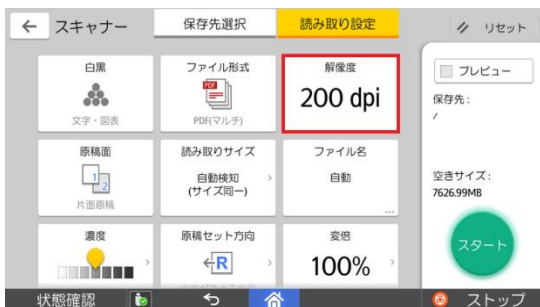 スキャナー
保存先選択
読み取り設定
リセット
白黒
文字・図表
ファイル形式
PDF
PDF(マルチ)
解像度
200 dpi
プレビュー
保存先:
/
原稿面
1
2
片面原稿
読み取りサイズ
自動検知
(サイズ同一)
ファイル名
自動
...
空きサイズ:
7626.99MB
濃度
原稿セット方向
R
変倍
100%
スタート
状態確認
ストップ